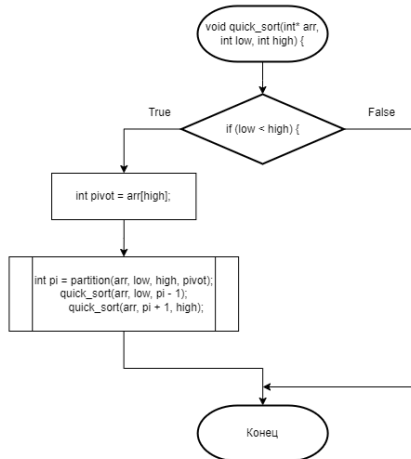 void quick_sort(int* arr,
int low, int high) {
True
False
if (low < high) {
int pivot = arr[high];
int pi = partition(arr, low, high, pivot);
quick_sort(arr, low, pi - 1);
quick_sort(arr, pi + 1, high);
Конец